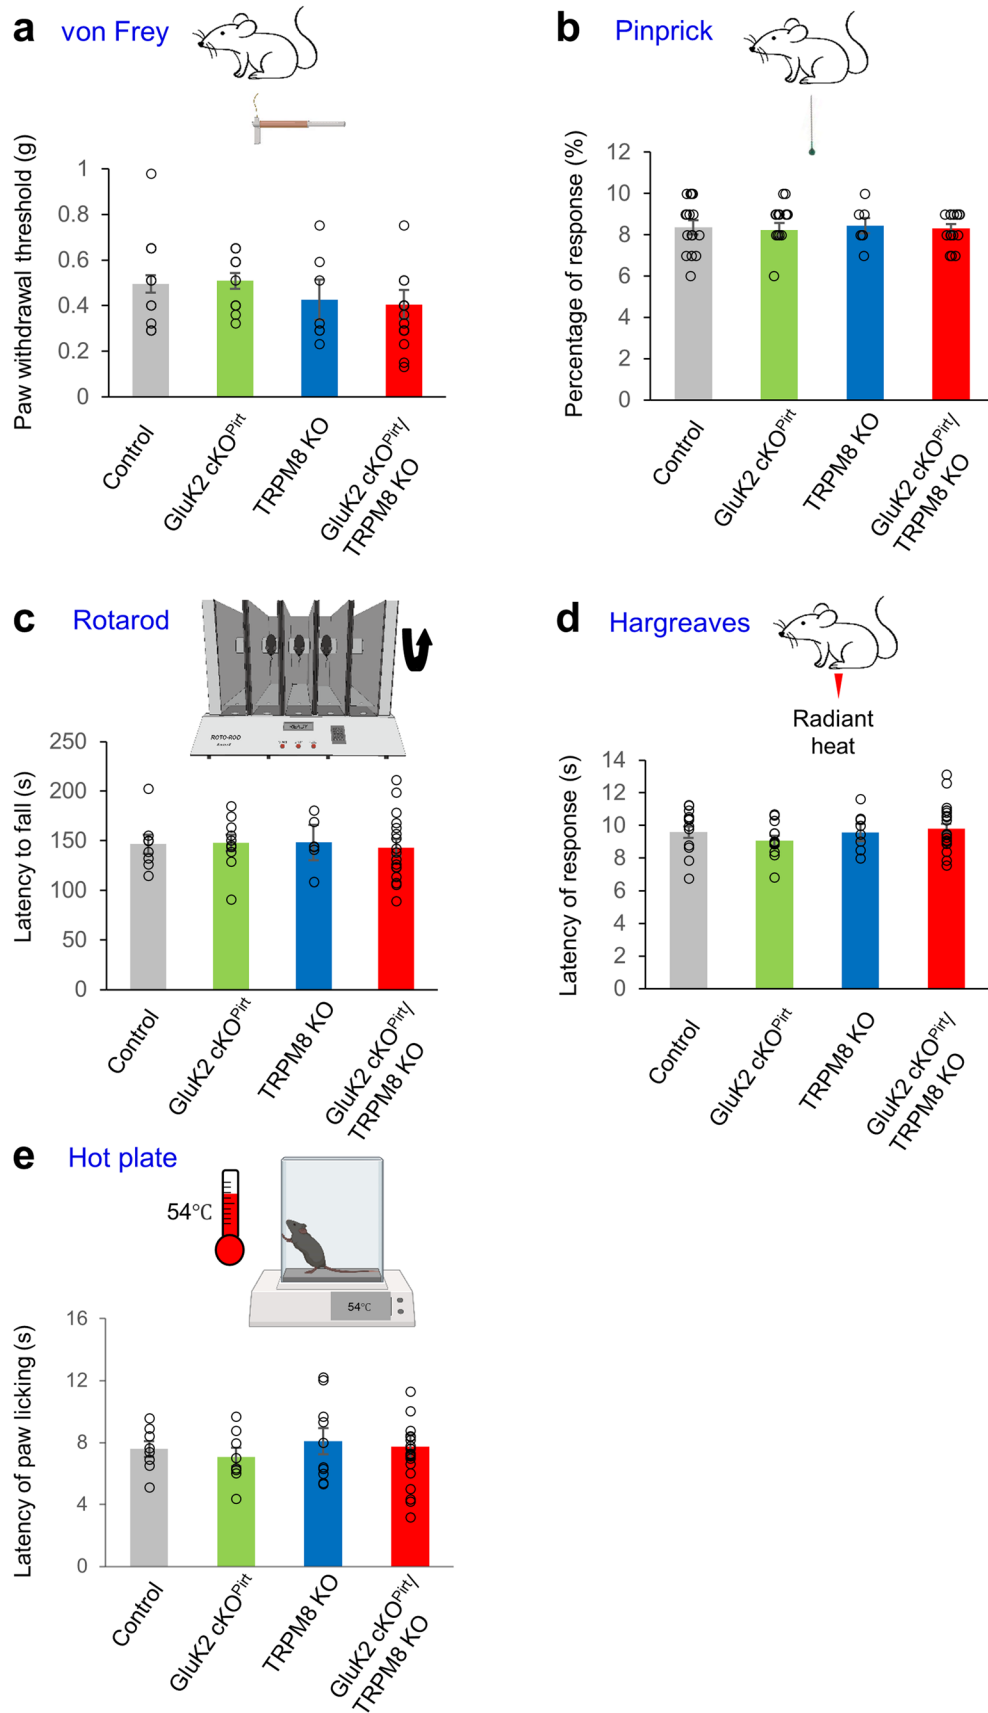 a von Frey
Paw withdrawal threshold (g)
1
0.8
0.6
0.4
0.2
0
Control
GluK2 cKOPirt
TRPM8 KO
GluK2 cKOPirt/
TRPM8 KO
b Pinprick
Percentage of response (%)
12
10
8
6
4
2
0
Control
GluK2 cKOPirt
TRPM8 KO
GluK2 cKOPirt/
TRPM8 KO
c Rotarod
ROTO-ROD
Latency to fall (s)
250
200
150
100
50
0
Control
GluK2 cKOPirt
TRPM8 KO
GluK2 cKOPirt/
TRPM8 KO
d Hargreaves
Radiant
heat
Latency of response (s)
14
12
10
8
6
4
2
0
Control
GluK2 cKOPirt
TRPM8 KO
GluK2 cKOPirt/
TRPM8 KO
e Hot plate
54°C
54°C
Latency of paw licking (s)
16
12
8
4
0
Control
GluK2 cKOPirt
TRPM8 KO
GluK2 cKOPirt/
TRPM8 KO